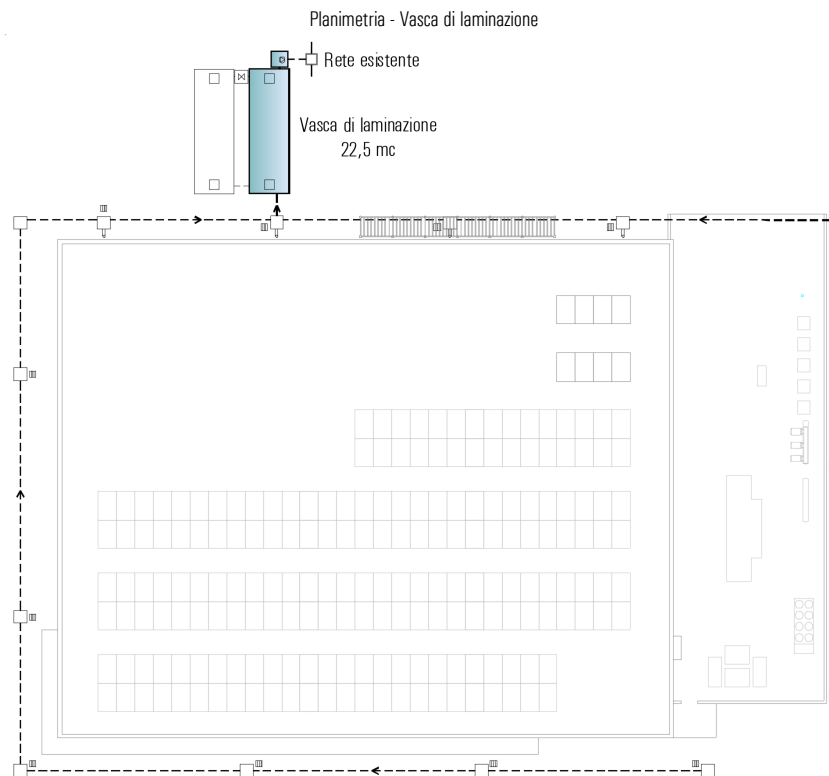 Planimetria - Vasca di laminazione
Rete esistente
Vasca di laminazione
22,5 mc